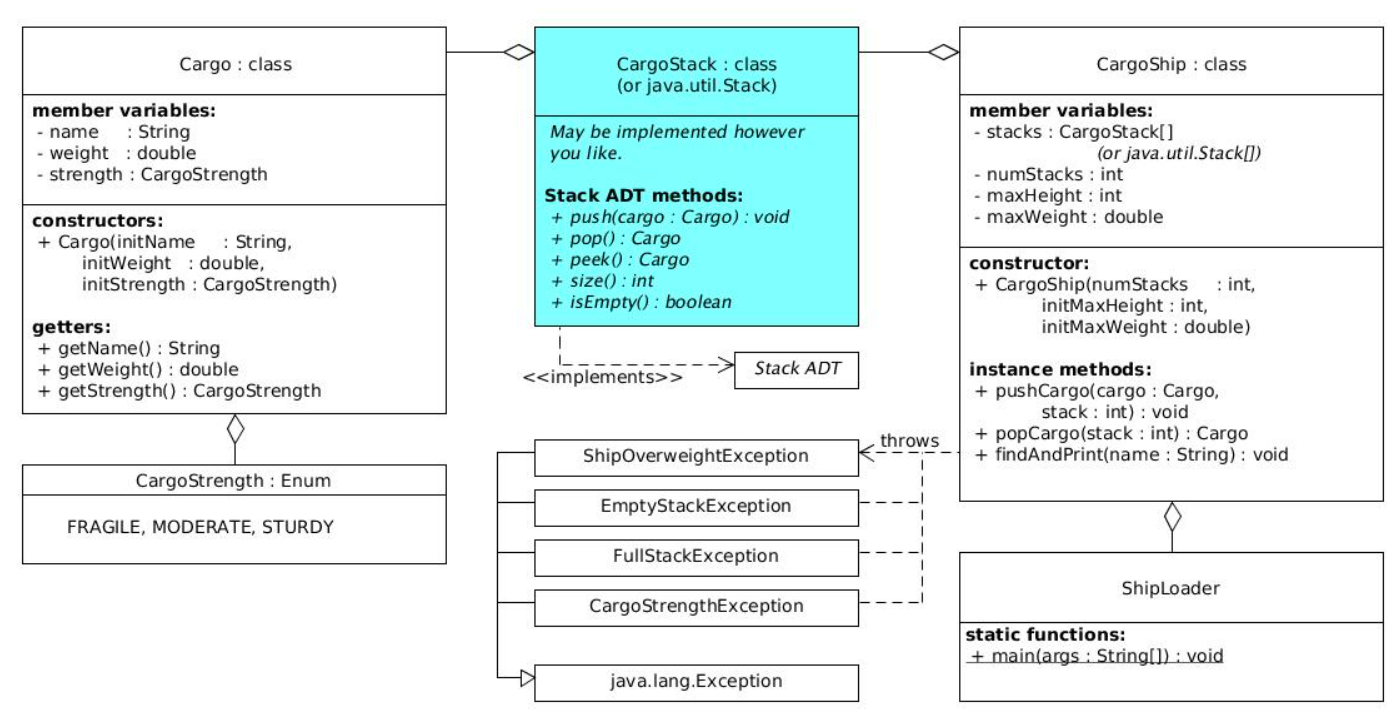 Cargo : class
member variables:
- name : String
- weight : double
- strength : CargoStrength
constructors:
+ Cargo(initName : String,
initWeight : double,
initStrength : CargoStrength)
getters:
+ getName() : String
+ getWeight() : double
+ getStrength() : CargoStrength
CargoStrength : Enum
FRAGILE, MODERATE, STURDY
CargoStack : class
(or java.util.Stack)
May be implemented however
you like.
Stack ADT methods:
+ push(cargo : Cargo) : void
+ pop() : Cargo
+ peek() : Cargo
+ size() : int
+ isEmpty() : boolean
<<implements>>
Stack ADT
ShipOverweightException
EmptyStackException
FullStackException
CargoStrengthException
java.lang.Exception
throws
CargoShip : class
member variables:
- stacks : CargoStack[]
(or java.util.Stack[])
- numStacks : int
- maxHeight : int
- maxWeight : double
constructor:
+ CargoShip(numStacks : int,
initMaxHeight : int,
initMaxWeight : double)
instance methods:
+ pushCargo(cargo : Cargo,
stack : int) : void
+ popCargo(stack : int) : Cargo
+ findAndPrint(name : String) : void
ShipLoader
static functions:
+ main(args : String[]) : void